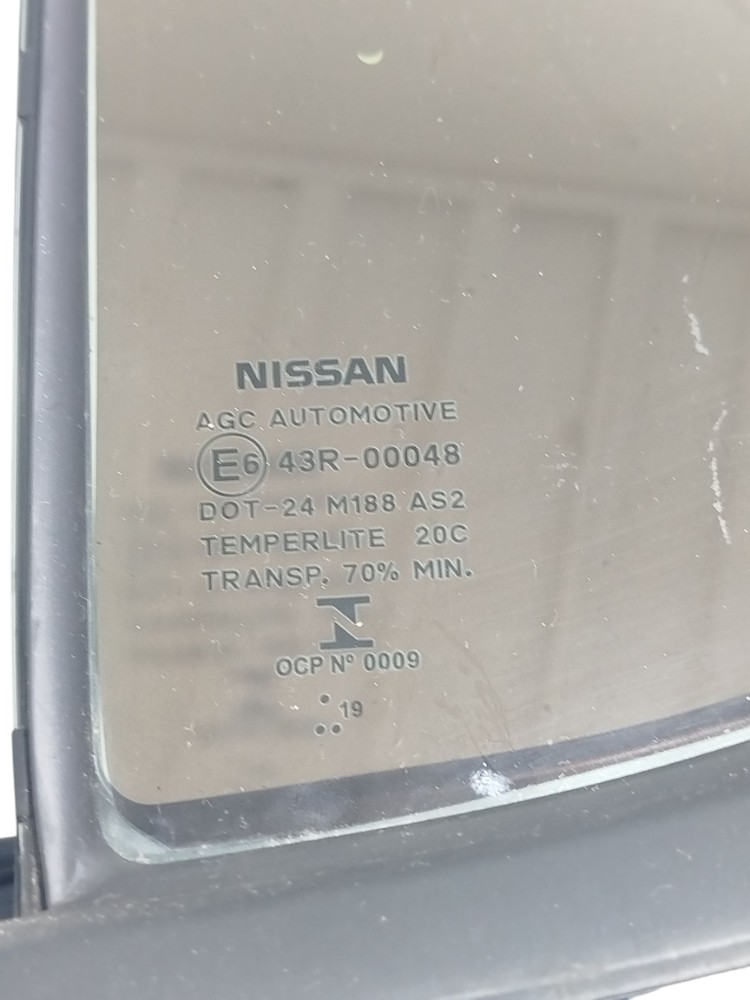 NISSAN
AGC AUTOMOTIVE
E6 43R-00048
DOT-24 M188 AS2
TEMPERLITE 20C
TRANSP. 70% MIN.
OCP Nº 0009
19